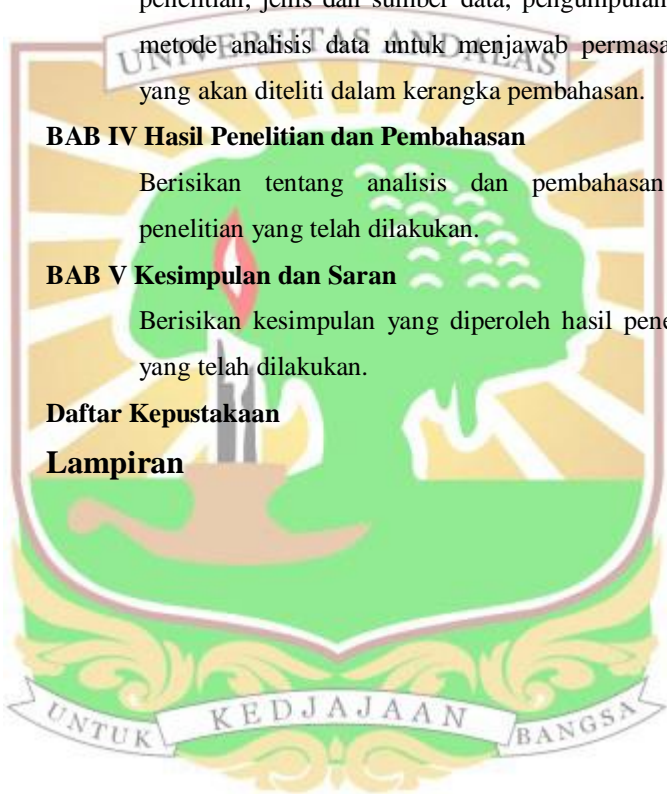 penelitian, jenis dan sumber data, pengumpulan
UNIVERSITAS ANDALAS
metode analisis data untuk menjawab
yang akan diteliti dalam kerangka pembahasan.
BAB IV Hasil Penelitian dan Pembahasan
Berisikan tentang analisis dan pembahasan
penelitian yang telah dilakukan.
BAB V Kesimpulan dan Saran
Berisikan kesimpulan yang diperoleh hasil
yang telah dilakukan.
Daftar Kepustakaan
Lampiran
UNTUK KEDJAJAAN BANGSA